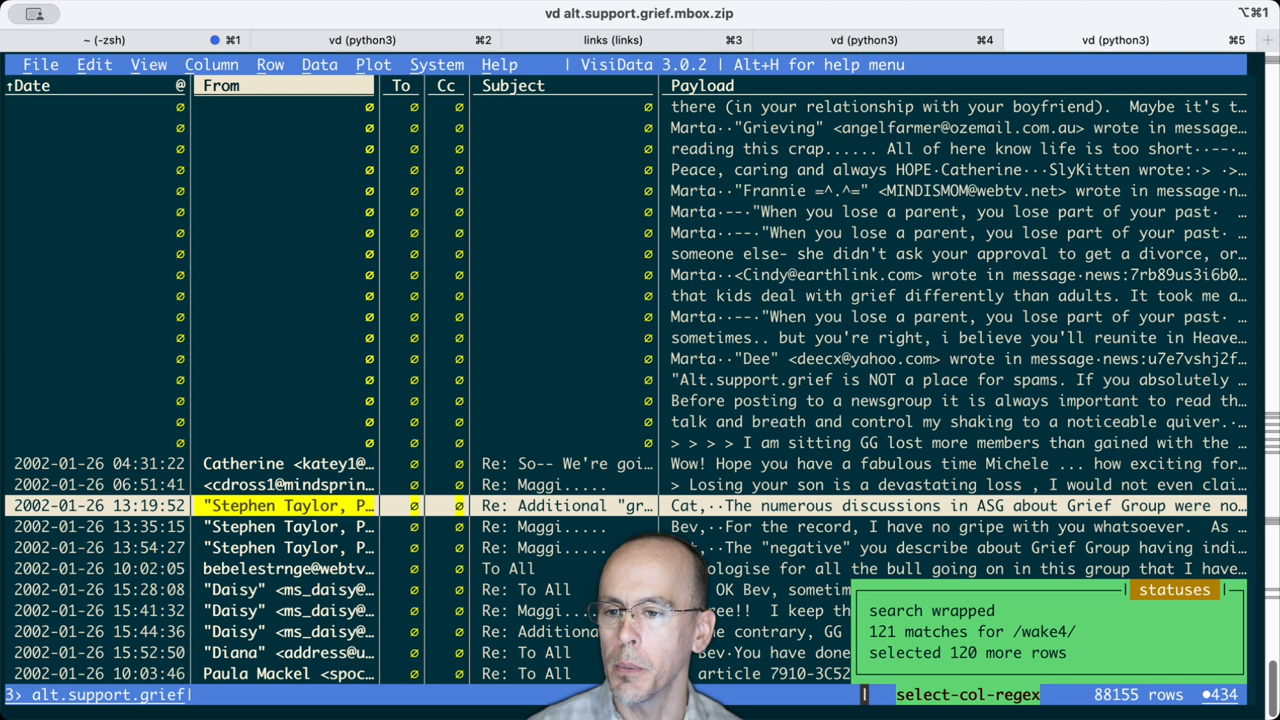 vd alt.support.grief.mbox.zip ⌥⌘1
~ (-zsh) ⌘1 vd (python3) ⌘2 links (links) ⌘3 vd (python3) ⌘4 vd (python3) ⌘5
File Edit View Column Row Data Plot System Help | VisiData 3.0.2 | Alt+H for help menu
↑Date @ From To Cc Subject Payload
∅ ∅ ∅ ∅ ∅ there (in your relationship with your boyfriend). Maybe it's t…
∅ ∅ ∅ ∅ ∅ Marta··"Grieving" <angelfarmer@ozemail.com.au> wrote in message…
∅ ∅ ∅ ∅ ∅ reading this crap...... All of here know life is too short··--·…
∅ ∅ ∅ ∅ ∅ Peace, caring and always HOPE·Catherine···SlyKitten wrote:·> ·>…
∅ ∅ ∅ ∅ ∅ Marta··"Frannie =^.^=" <MINDISMOM@webtv.net> wrote in message·n…
∅ ∅ ∅ ∅ ∅ Marta·--·"When you lose a parent, you lose part of your past· …
∅ ∅ ∅ ∅ ∅ Marta··--·"When you lose a parent, you lose part of your past· …
∅ ∅ ∅ ∅ ∅ someone else- she didn't ask your approval to get a divorce, or…
∅ ∅ ∅ ∅ ∅ Marta··<Cindy@earthlink.com> wrote in message·news:7rb89us3i6b0…
∅ ∅ ∅ ∅ ∅ that kids deal with grief differently than adults. It took me a…
∅ ∅ ∅ ∅ ∅ Marta··--·"When you lose a parent, you lose part of your past· …
∅ ∅ ∅ ∅ ∅ sometimes.. but you're right, i believe you'll reunite in Heave…
∅ ∅ ∅ ∅ ∅ Marta··"Dee" <deecx@yahoo.com> wrote in message·news:u7e7vshj2f…
∅ ∅ ∅ ∅ ∅ "Alt.support.grief is NOT a place for spams. If you absolutely …
∅ ∅ ∅ ∅ ∅ Before posting to a newsgroup it is always important to read th…
∅ ∅ ∅ ∅ ∅ talk and breath and control my shaking to a noticeable quiver.·…
∅ ∅ ∅ ∅ ∅ > > > > I am sitting GG lost more members than gained with the …
2002-01-26 04:31:22 Catherine <katey1@… ∅ ∅ Re: So-- We're goi… Wow! Hope you have a fabulous time Michele ... how exciting for…
2002-01-26 06:51:41 <cdross1@mindsprin… ∅ ∅ Re: Maggi..... > Losing your son is a devastating loss , I would not even clai…
2002-01-26 13:19:52 "Stephen Taylor, P… ∅ ∅ Re: Additional "gr… Cat,··The numerous discussions in ASG about Grief Group were no…
2002-01-26 13:35:15 "Stephen Taylor, P… ∅ ∅ Re: Maggi..... Bev,··For the record, I have no gripe with you whatsoever. As …
2002-01-26 13:54:27 "Stephen Taylor, P… ∅ ∅ Re: Maggi..... ,··The "negative" you describe about Grief Group having indi…
2002-01-26 10:02:05 bebelestrnge@webtv… ∅ ∅ To All ologise for all the bull going on in this group that I hav…
2002-01-26 15:28:08 "Daisy" <ms_daisy@… ∅ ∅ Re: To All OK Bev, sometim
2002-01-26 15:41:32 "Daisy" <ms_daisy@… ∅ ∅ Re: Maggi... ee!! I keep th
2002-01-26 15:44:36 "Daisy" <ms_daisy@… ∅ ∅ Re: Additiona e contrary, GG
2002-01-26 15:52:50 "Diana" <address@u… ∅ ∅ Re: To All Bev·You have done
2002-01-26 10:03:46 Paula Mackel <spoc… ∅ ∅ Re: To All article 7910-3C5
statuses
search wrapped
121 matches for /wake4/
selected 120 more rows
3> alt.support.grief| | select-col-regex 88155 rows ●434